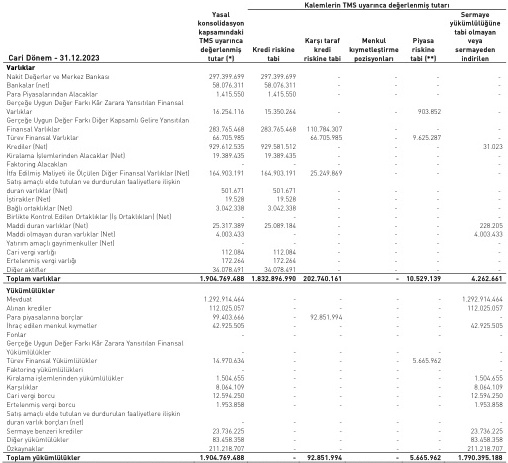 Kalemlerin TMS uyarınca değerlenmiş tutarı
Cari Dönem - 31.12.2023 Yasal konsolidasyon kapsamındaki TMS uyarınca değerlenmiş tutar (*) Kredi riskine tabi Karşı taraf kredi riskine tabi Menkul kıymetleştirme pozisyonları Piyasa riskine tabi (**) Sermaye yükümlülüğüne tabi olmayan veya sermayeden indirilen
Varlıklar
Nakit Değerler ve Merkez Bankası 297.399.699 297.399.699 - - - -
Bankalar (net) 58.076.311 58.076.311 - - - -
Para Piyasalarından Alacaklar 1.415.550 1.415.550 - - - -
Gerçeğe Uygun Değer Farkı Kâr Zarara Yansıtılan Finansal
Varlıklar 16.254.116 15.350.264 - - 903.852 -
Gerçeğe Uygun Değer Farkı Diğer Kapsamlı Gelire Yansıtılan
Finansal Varlıklar 283.765.468 283.765.468 110.784.307 - - -
Türev Finansal Varlıklar 66.705.985 - 66.705.985 - 9.625.287 -
Krediler (Net) 929.612.535 929.581.512 - - - 31.023
Kiralama İşlemlerinden Alacaklar (Net) 19.389.435 19.389.435 - - - -
Faktoring Alacakları - - - - - -
İtfa Edilmiş Maliyeti ile Ölçülen Diğer Finansal Varlıklar (Net) 164.903.191 164.903.191 25.249.869 - - -
Satış amaçlı elde tutulan ve durdurulan faaliyetlere ilişkin
duran varlıklar (Net) 501.671 501.671 - - - -
İştirakler (Net) 19.528 19.528 - - - -
Bağlı ortaklıklar (Net) 3.042.338 3.042.338 - - - -
Birlikte Kontrol Edilen Ortaklıklar (İş Ortaklıkları) (Net) - - - - - -
Maddi duran varlıklar (Net) 25.317.389 25.089.184 - - - 228.205
Maddi olmayan duran varlıklar (Net) 4.003.433 - - - - 4.003.433
Yatırım amaçlı gayrimenkuller (Net) - - - - - -
Cari vergi varlığı 112.084 112.084 - - - -
Ertelenmiş vergi varlığı 172.264 172.264 - - - -
Diğer aktifler 34.078.491 34.078.491 - - - -
Toplam varlıklar 1.904.769.488 1.832.896.990 202.740.161 - 10.529.139 4.262.661
Yükümlülükler
Mevduat 1.292.914.464 - - - - 1.292.914.464
Alınan krediler 112.025.057 - - - - 112.025.057
Para piyasalarına borçlar 99.403.666 - 92.851.994 - - -
İhraç edilen menkul kıymetler 42.925.505 - - - - 42.925.505
Fonlar - - - - - -
Gerçeğe Uygun Değer Farkı Kâr Zarara Yansıtılan Finansal
Yükümlülükler - - - - - -
Türev Finansal Yükümlülükler 16.970.634 - - - 5.665.962 -
Faktoring yükümlülükleri - - - - - -
Kiralama işlemlerinden yükümlülükler 1.504.655 - - - - 1.504.655
Karşılıklar 8.064.109 - - - - 8.064.109
Cari vergi borcu 12.594.250 - - - - 12.594.250
Ertelenmiş vergi borcu 1.953.858 - - - - 1.953.858
Satış amaçlı elde tutulan ve durdurulan faaliyetlere ilişkin
duran varlık borçları (net) - - - - - -
Sermaye benzeri krediler 23.736.225 - - - - 23.736.225
Diğer yükümlülükler 83.458.358 - - - - 83.458.358
Özkaynaklar 211.218.707 - - - - 211.218.707
Toplam yükümlülükler 1.904.769.488 - 92.851.994 - 5.665.962 1.790.395.188